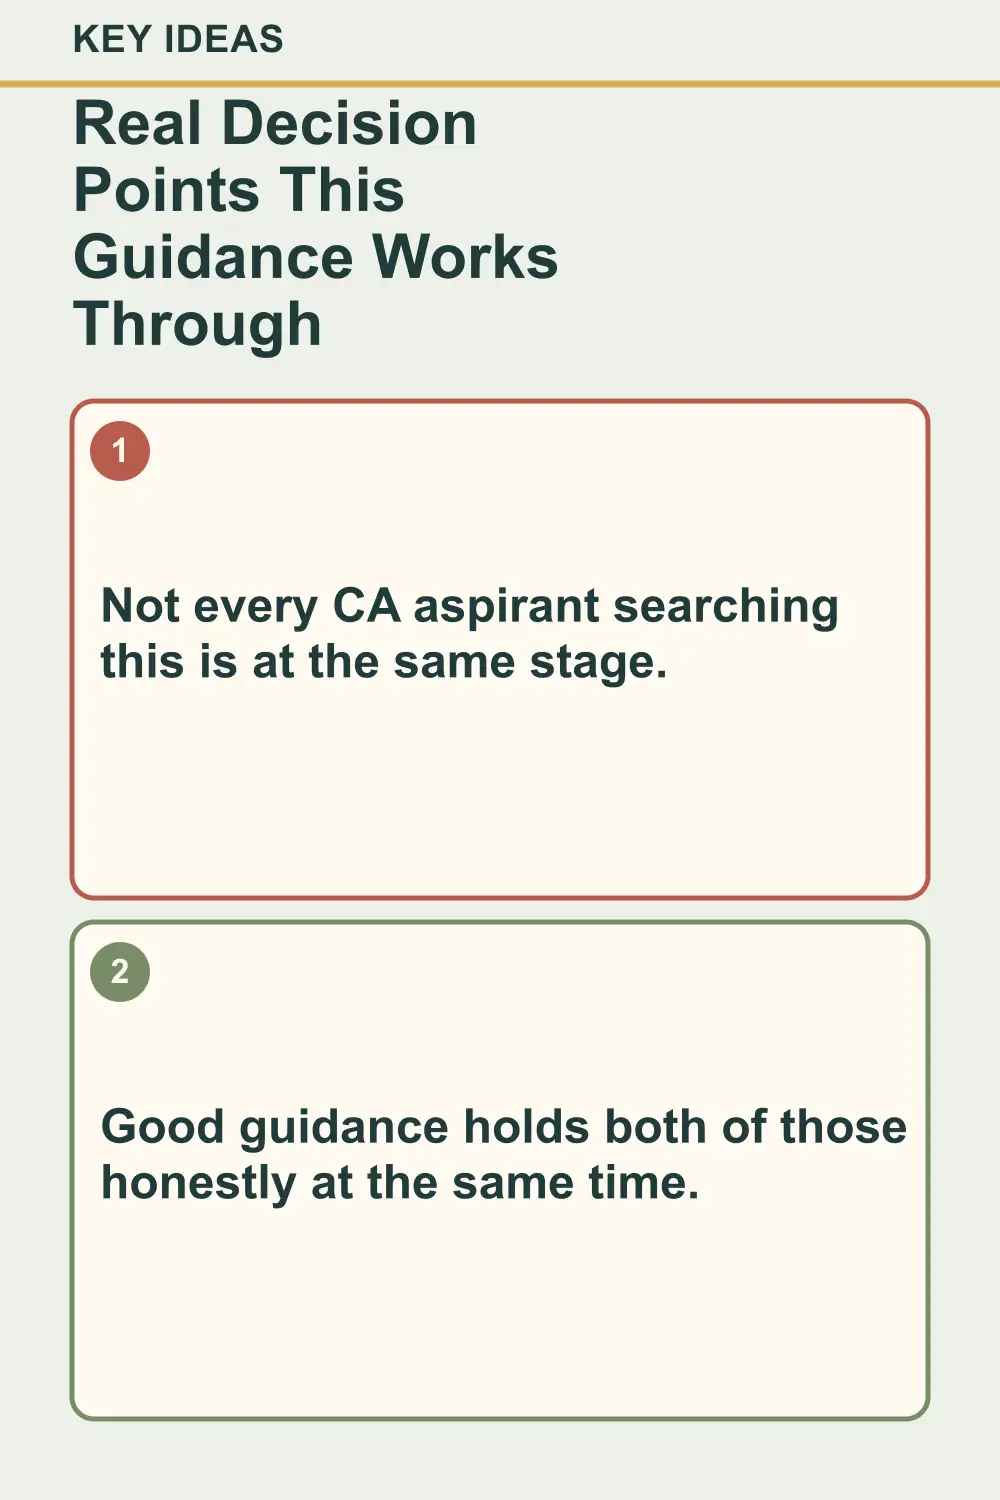 KEY IDEAS
Real Decision
Points This
Guidance Works
Through
1
Not every CA aspirant searching
this is at the same stage.
2
Good guidance holds both of those
honestly at the same time.